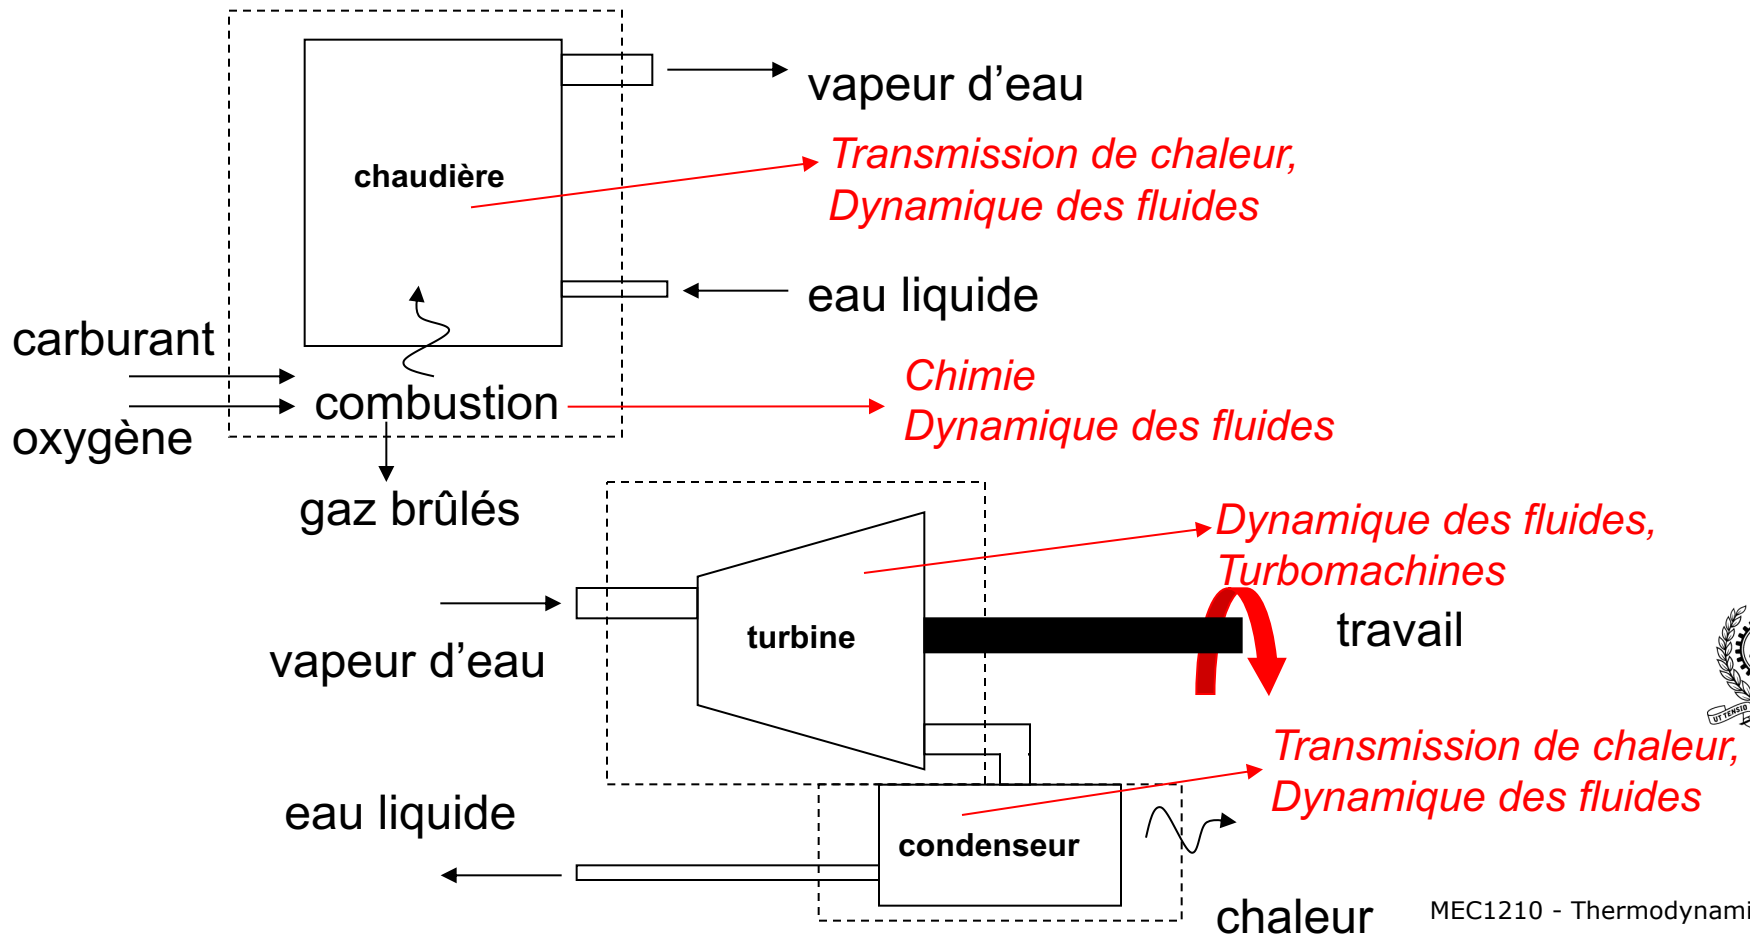 vapeur d’eau
Transmission de chaleur,
Dynamique des fluides
chaudière
eau liquide
carburant
oxygène
combustion
Chimie
Dynamique des fluides
gaz brûlés
Dynamique des fluides,
Turbomachines
travail
turbine
vapeur d’eau
UT TENSIO
Transmission de chaleur,
Dynamique des fluides
eau liquide
condenseur
chaleur
MEC1210 - Thermodynami